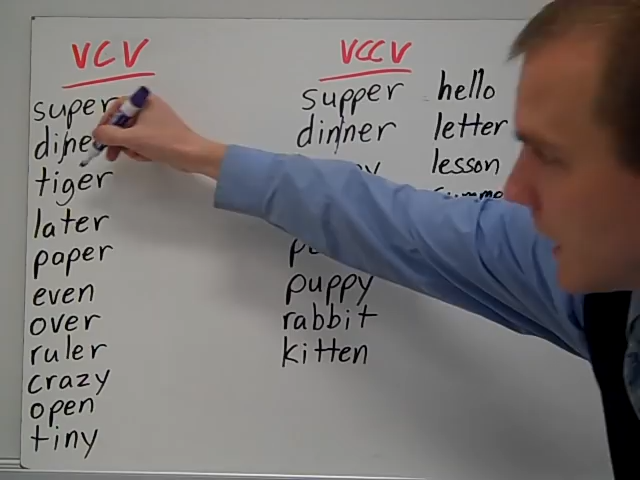 VCV
super
tiger
later
paper
even
over
ruler
crazy
open
tiny
VCCV
supper
dinner
puppy
rabbit
kitten
hello
letter
lesson